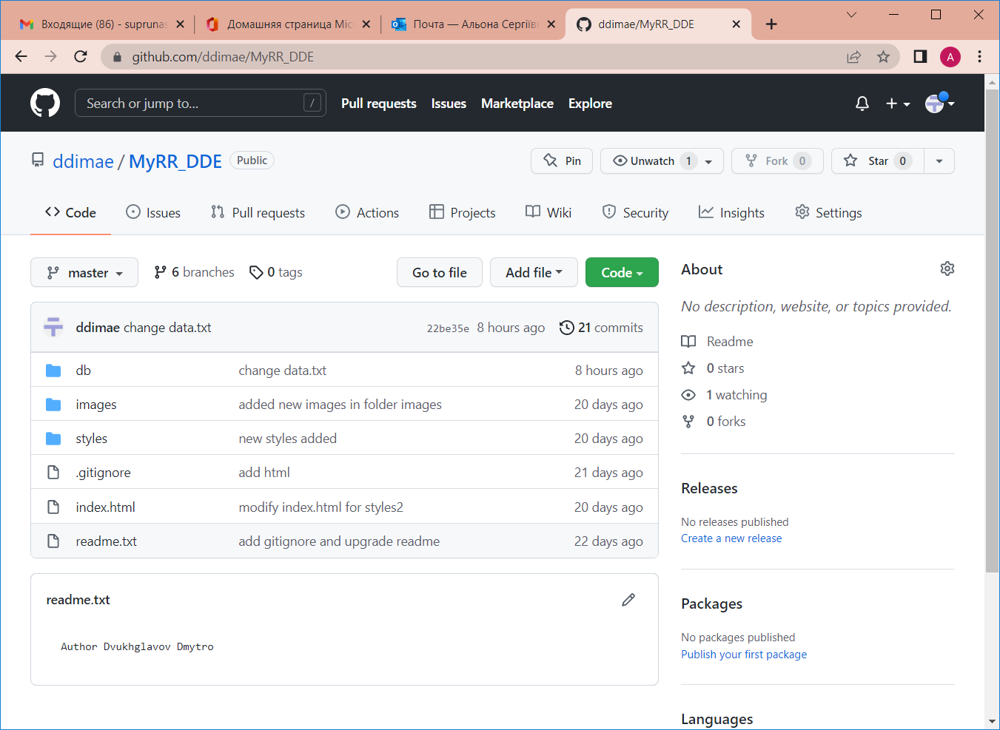 Входящие (86) - suprunas
Домашняя страница Mic
Почта — Альона Сергіїв
ddimae/MyRR_DDE
github.com/ddimae/MyRR_DDE
A
Search or jump to...
/
Pull requests
Issues
Marketplace
Explore
ddimae / MyRR_DDE
Public
Pin
Unwatch 1
Fork 0
Star 0
Code
Issues
Pull requests
Actions
Projects
Wiki
Security
Insights
Settings
master
6 branches
0 tags
Go to file
Add file
Code
ddimae change data.txt
22be35e 8 hours ago
21 commits
db change data.txt 8 hours ago
images added new images in folder images 20 days ago
styles new styles added 20 days ago
.gitignore add html 21 days ago
index.html modify index.html for styles2 20 days ago
readme.txt add gitignore and upgrade readme 22 days ago
readme.txt
Author Dvukhglavov Dmytro
About
No description, website, or topics provided.
Readme
0 stars
1 watching
0 forks
Releases
No releases published
Create a new release
Packages
No packages published
Publish your first package
Languages